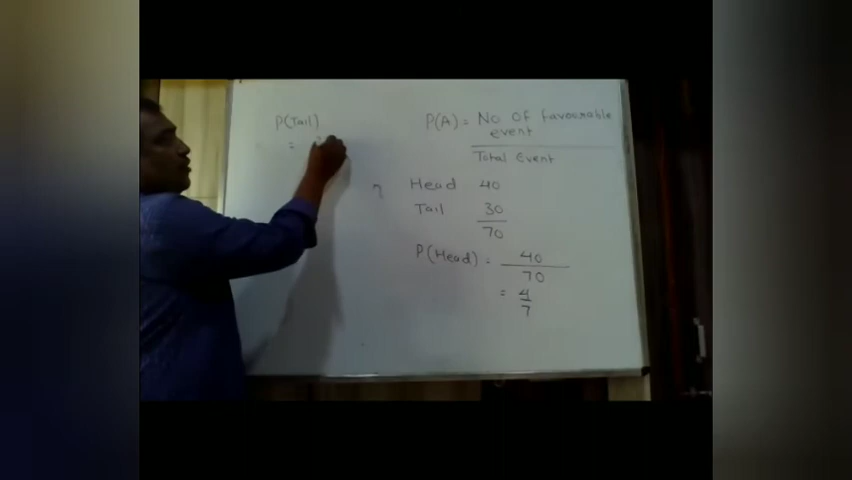 P(Tail)
=
P(A) = No Of favourable
event
Total Event
Head 40
Tail 30
70
P(Head) = 40
70
= 4
7